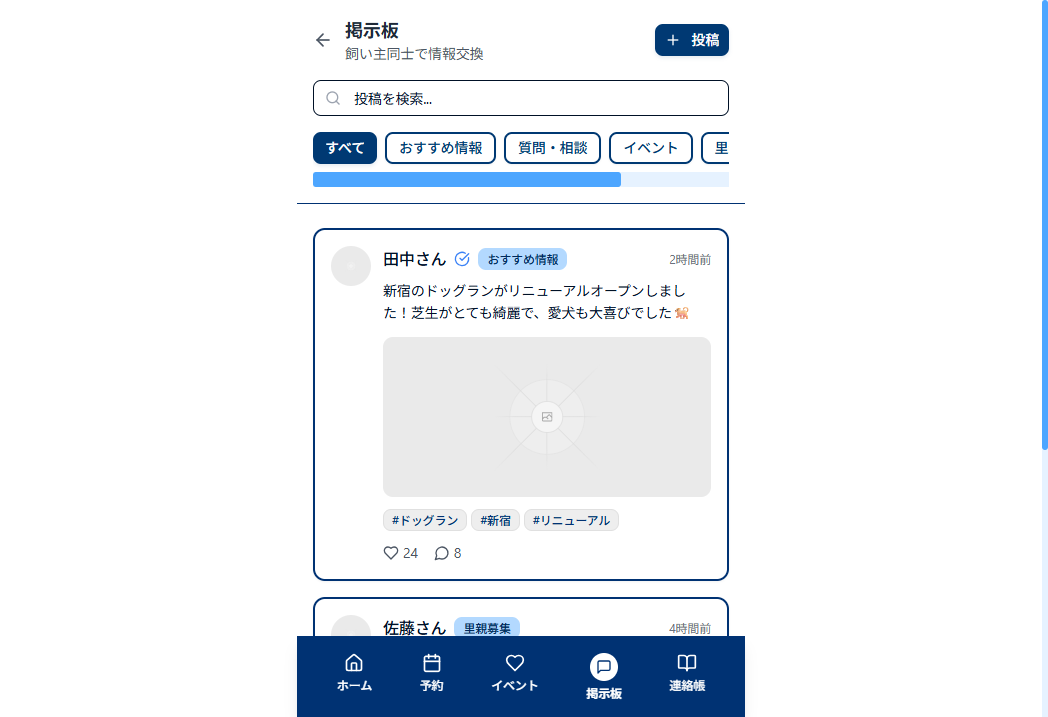 掲示板
飼い主同士で情報交換
投稿
投稿を検索...
すべて
おすすめ情報
質問・相談
イベント
里
田中さん
おすすめ情報
2時間前
新宿のドッグランがリニューアルオープンしまし
た！芝生がとても綺麗で、愛犬も大喜びでした🐕
#ドッグラン
#新宿
#リニューアル
24
8
佐藤さん
里親募集
4時間前
ホーム
予約
イベント
掲示板
連絡帳